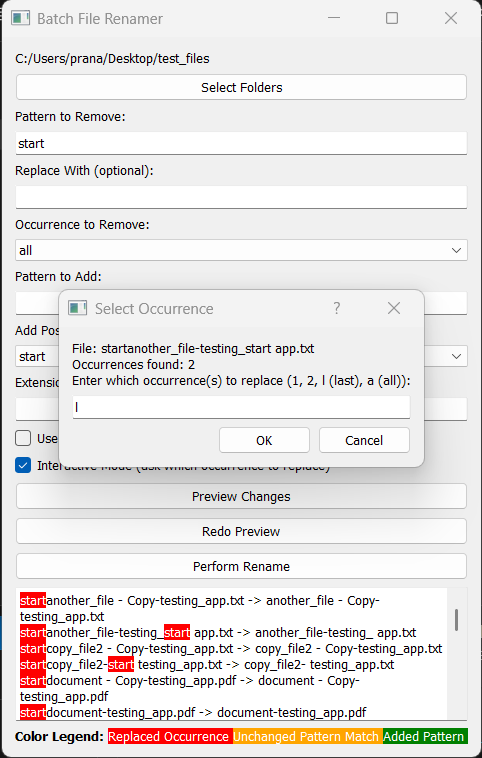 Batch File Renamer
C:/Users/prana/Desktop/test_files
Select Folders
Pattern to Remove:
start
Replace With (optional):
Occurrence to Remove:
all
Pattern to Add:
Select Occurrence
?
File: startanother_file-testing_start app.txt
Occurrences found: 2
Enter which occurrence(s) to replace (1, 2, l (last), a (all)):
l
OK
Cancel
Add Pos
start
Extensio
Use
Interactive Mode (ask which occurrence to replace)
Preview Changes
Redo Preview
Perform Rename
startanother_file - Copy-testing_app.txt -> another_file - Copy-
testing_app.txt
startanother_file-testing_start app.txt -> another_file-testing_ app.txt
startcopy_file2 - Copy-testing_app.txt -> copy_file2 - Copy-testing_app.txt
startcopy_file2-start testing_app.txt -> copy_file2- testing_app.txt
startdocument - Copy-testing_app.pdf -> document - Copy-
testing_app.pdf
startdocument-testing_app.pdf -> document-testing_app.pdf
Color Legend: Replaced Occurrence Unchanged Pattern Match Added Pattern